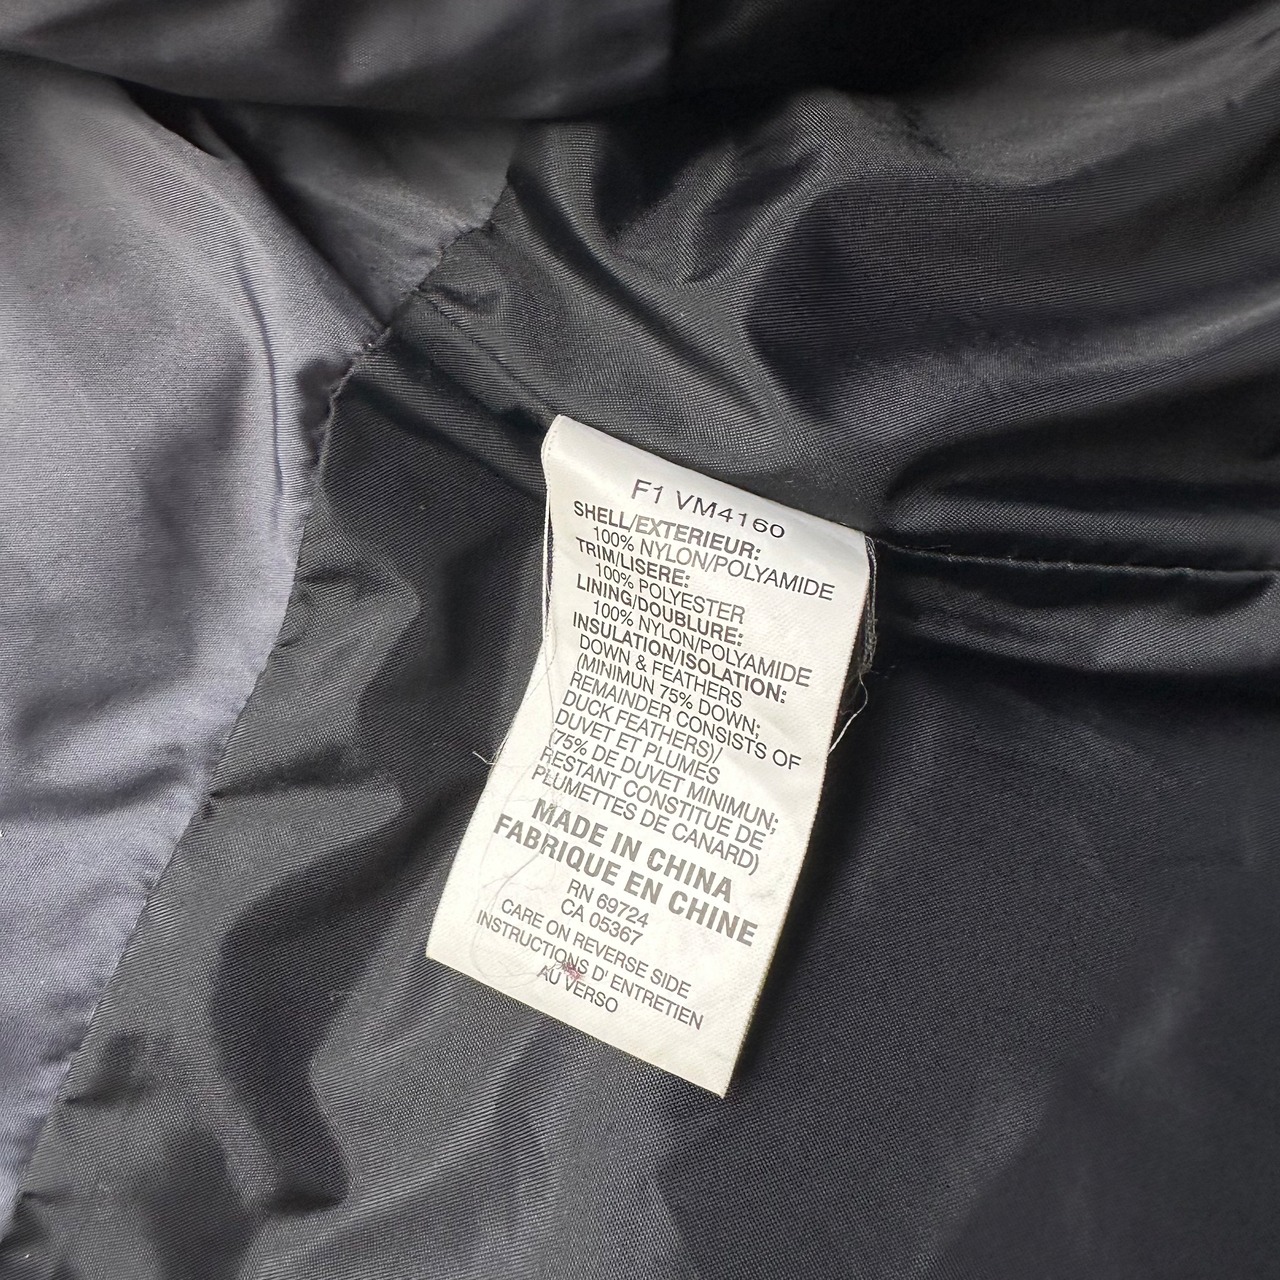 F1 VM4160
SHELL/EXTERIEUR:
100% NYLON/POLYAMIDE
TRIM/LISERE:
100% POLYESTER
LINING/DOUBLURE:
100% NYLON/POLYAMIDE
INSULATION/ISOLATION:
DOWN & FEATHERS
(MINIMUN 75% DOWN;
REMAINDER CONSISTS OF
DUCK FEATHERS)/
DUVET ET PLUMES
(75% DE DUVET MINIMUN;
RESTANT CONSTITUE DE
PLUMETTES DE CANARD)
MADE IN CHINA
FABRIQUE EN CHINE
RN 69724
CA 05367
CARE ON REVERSE SIDE
INSTRUCTIONS D' ENTRETIEN
AU VERSO